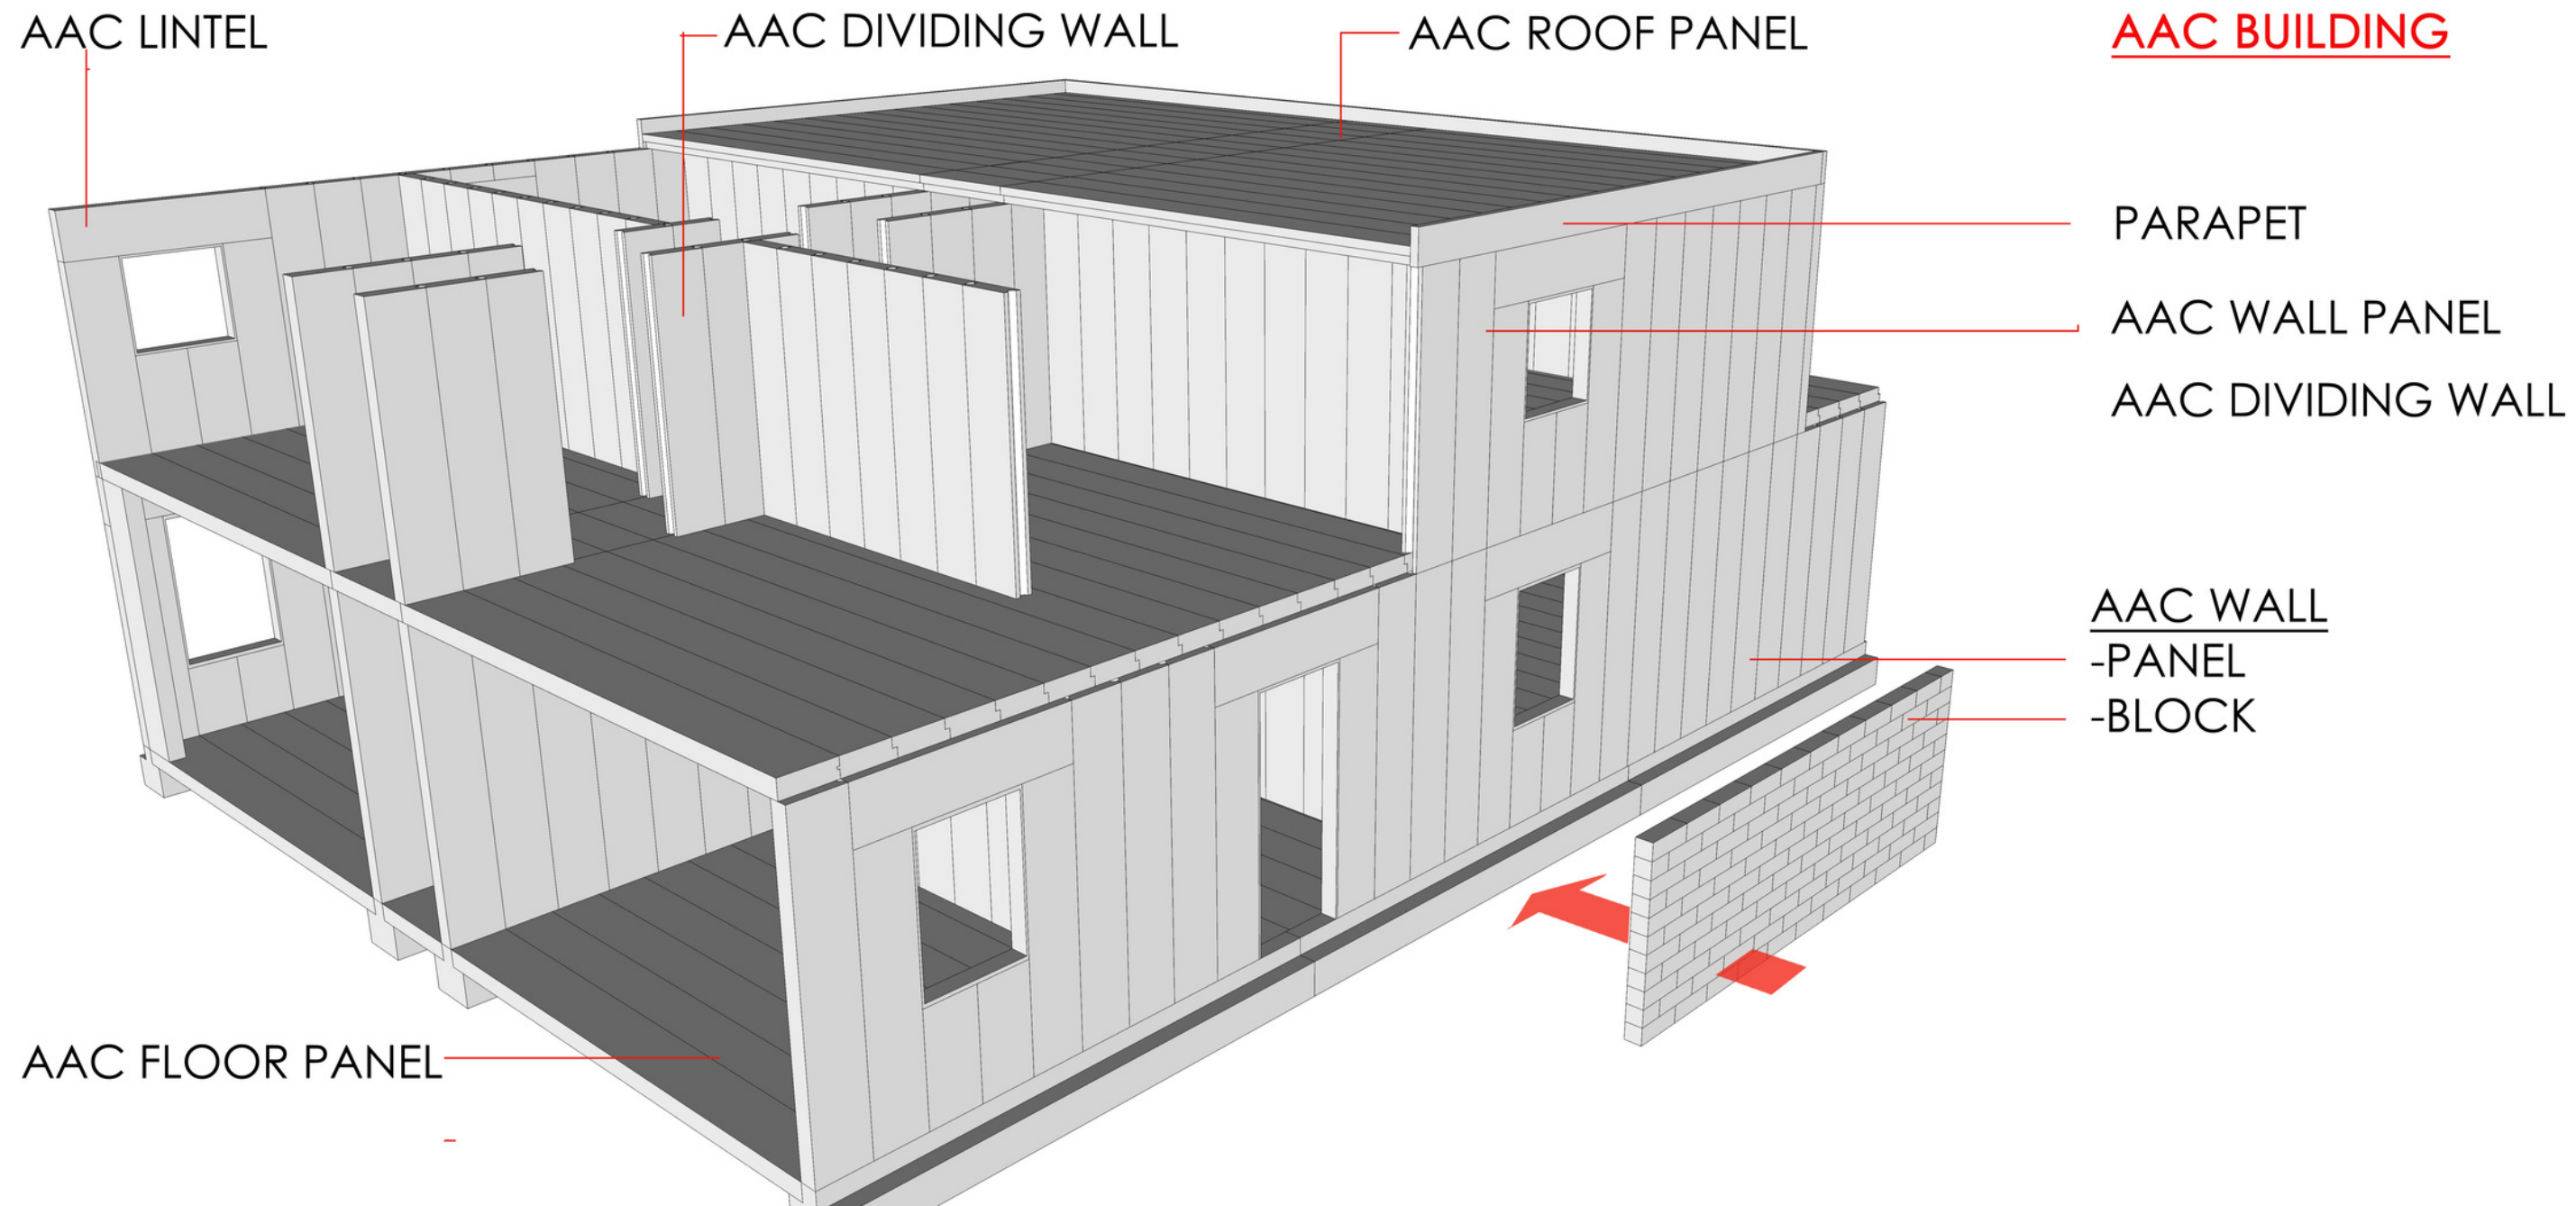 AAC LINTEL
AAC DIVIDING WALL
AAC ROOF PANEL
AAC BUILDING
PARAPET
AAC WALL PANEL
AAC DIVIDING WALL
AAC WALL
-PANEL
-BLOCK
AAC FLOOR PANEL